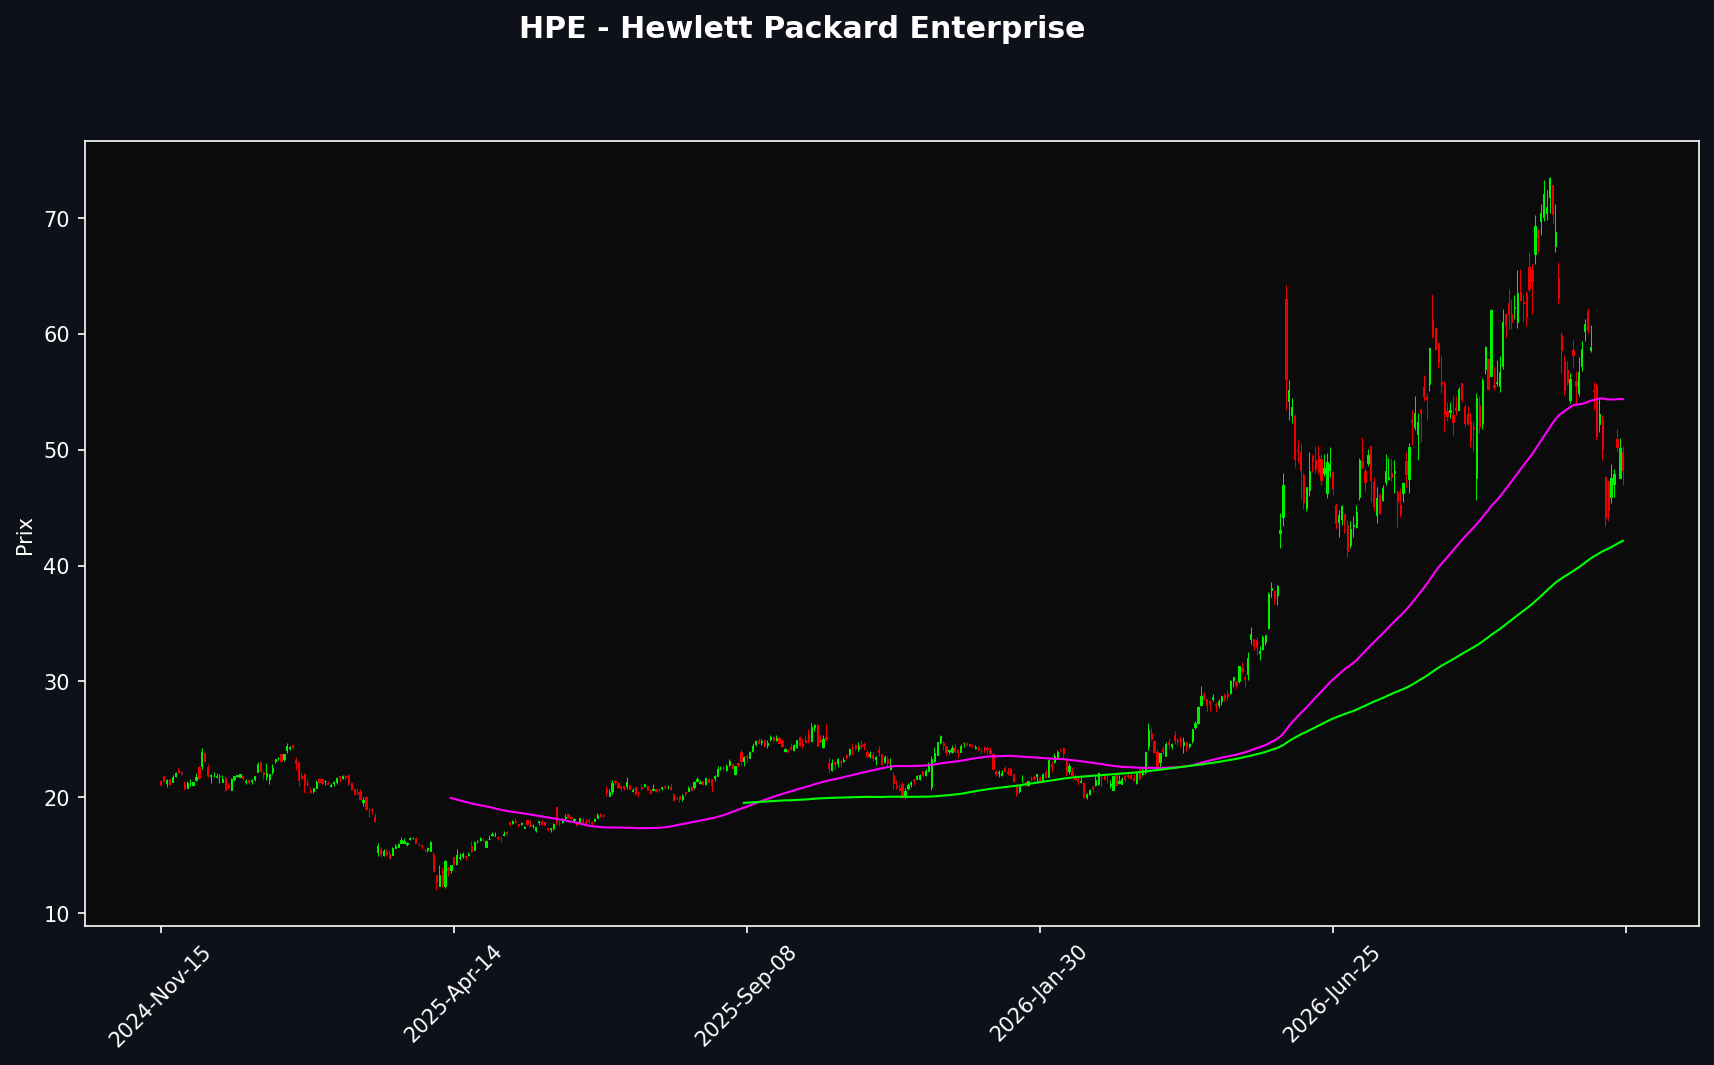 HPE - Hewlett Packard Enterprise
Prix
70
60
50
40
30
20
10
2024-Nov-15
2025-Apr-14
2025-Sep-08
2026-Jan-30
2026-Jun-25